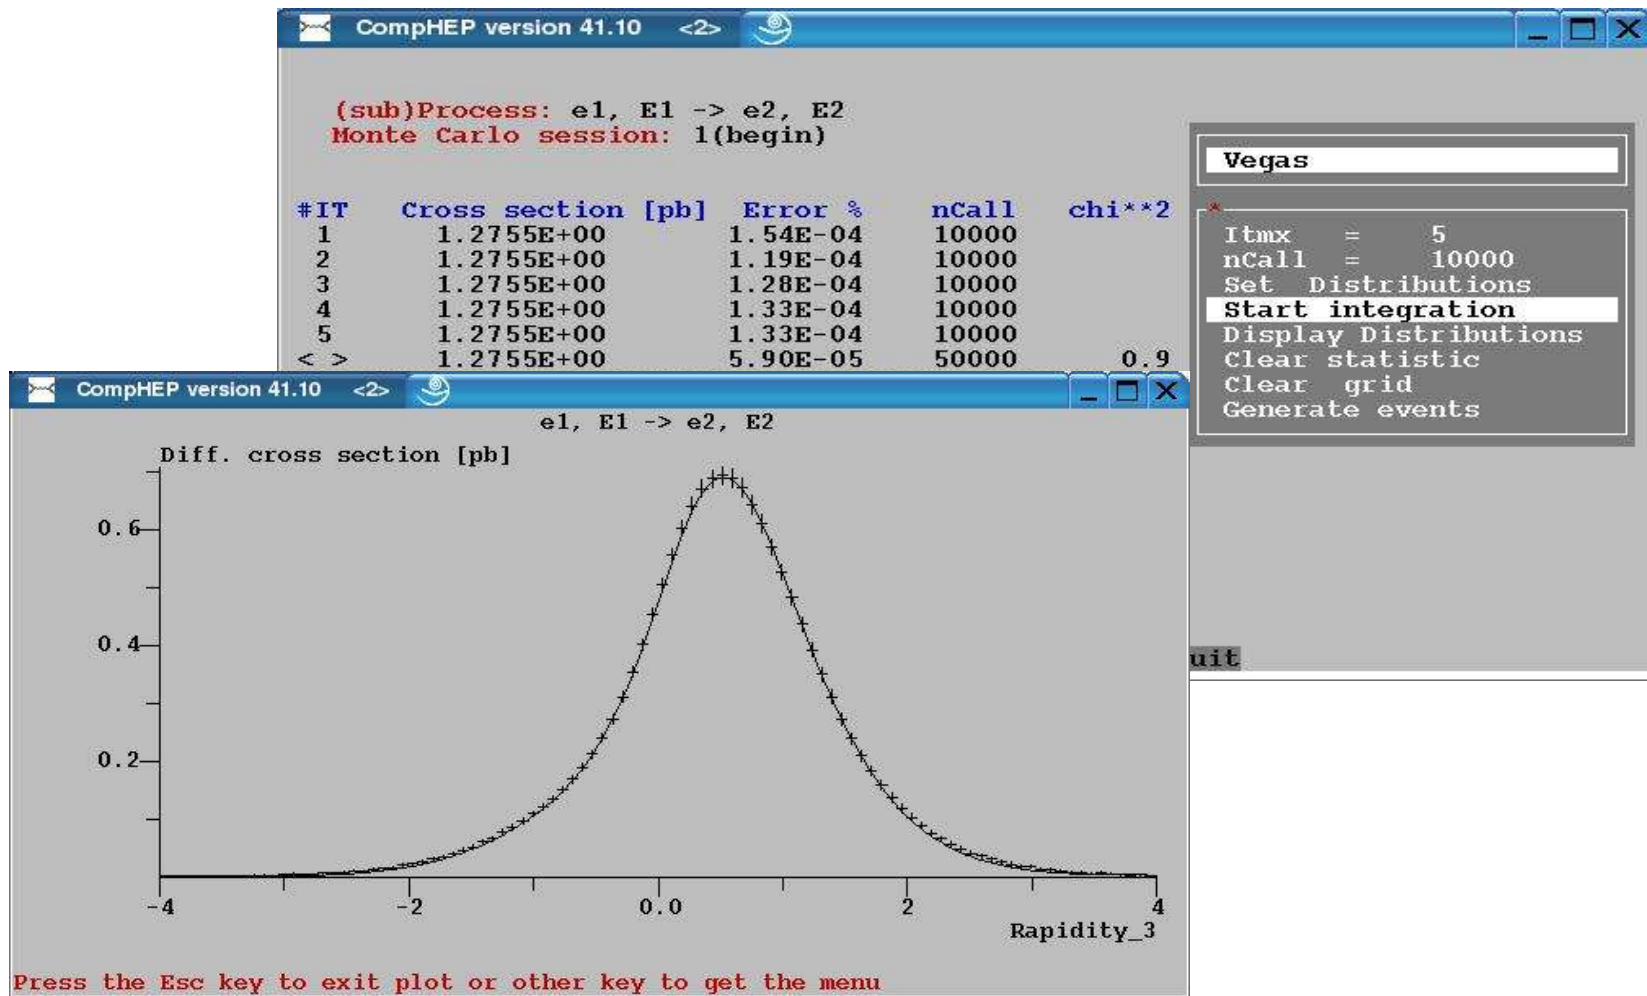 CompHEP version 41.10 <2>
(sub)Process: e1, E1 -> e2, E2
Monte Carlo session: 1(begin)
#IT Cross section [pb] Error % nCall chi**2
1 1.2755E+00 1.54E-04 10000
2 1.2755E+00 1.19E-04 10000
3 1.2755E+00 1.28E-04 10000
4 1.2755E+00 1.33E-04 10000
5 1.2755E+00 1.33E-04 10000
< > 1.2755E+00 5.90E-05 50000 0.9
Vegas
*
Itmx = 5
nCall = 10000
Set Distributions
Start integration
Display Distributions
Clear statistic
Clear grid
Generate events
uit
CompHEP version 41.10 <2>
e1, E1 -> e2, E2
Diff. cross section [pb]
0.6
0.4
0.2
-4 -2 0.0 2 4
Rapidity_3
Press the Esc key to exit plot or other key to get the menu